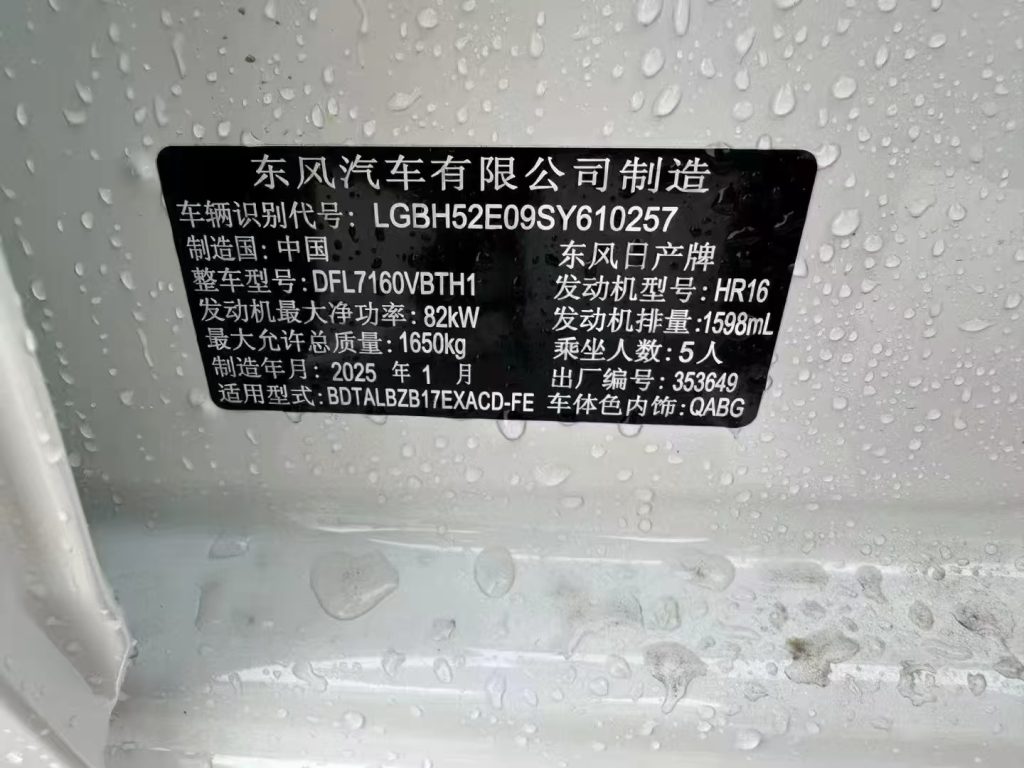 东风汽车有限公司制造
车辆识别代号: LGBH52E09SY610257
制造国: 中国 东风日产牌
整车型号: DFL7160VBTH1 发动机型号: HR16
发动机最大净功率: 82kW 发动机排量: 1598mL
最大允许总质量: 1650kg 乘坐人数: 5人
制造年月: 2025 年 1 月 出厂编号: 353649
适用型式: BDTALBZB17EXACD-FE 车体色内饰: QABG